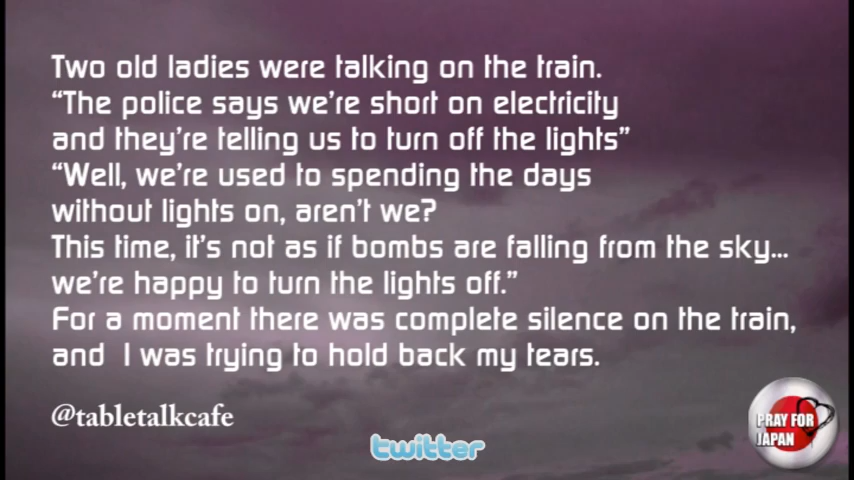 Two old ladies were talking on the train.
“The police says we're short on electricity
and they're telling us to turn off the lights”
“Well, we're used to spending the days
without lights on, aren't we?
This time, it's not as if bombs are falling from the sky...
we're happy to turn the lights off.”
For a moment there was complete silence on the train,
and I was trying to hold back my tears.
@tabletalkcafe
twitter
PRAY FOR
JAPAN